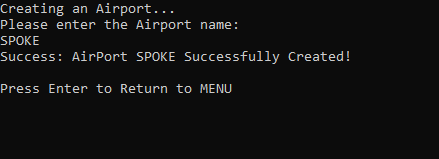 Creating an Airport...
Please enter the Airport name:
SPOKE
Success: AirPort SPOKE Successfully Created!
Press Enter to Return to MENU